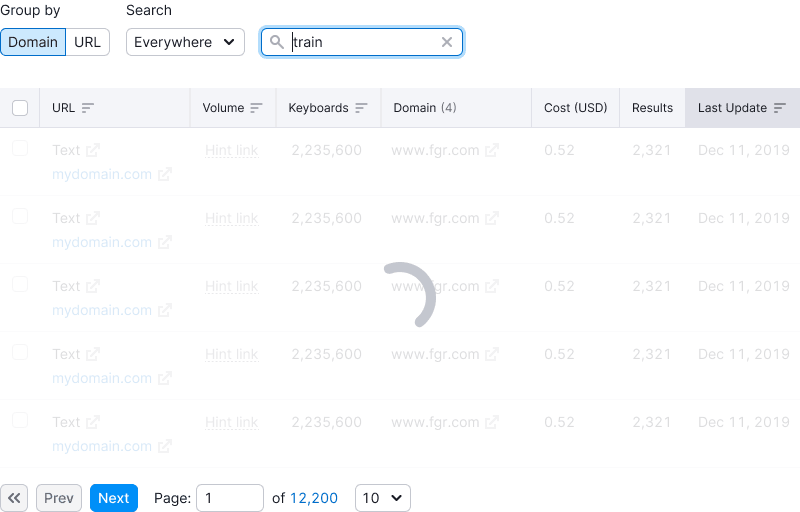 Group by
Search
Domain
URL
Everywhere
train
URL
Volume
Keyboards
Domain (4)
Cost (USD)
Results
Last Update
Text
Hint link
2,235,600
www.fgr.com
0.52
2,321
Dec 11, 2019
mydomain.com
Text
Hint link
2,235,600
www.fgr.com
0.52
2,321
Dec 11, 2019
mydomain.com
Text
Hint link
2,235,600
www.fgr.com
0.52
2,321
Dec 11, 2019
mydomain.com
Text
Hint link
2,235,600
www.fgr.com
0.52
2,321
Dec 11, 2019
mydomain.com
Text
Hint link
2,235,600
www.fgr.com
0.52
2,321
Dec 11, 2019
mydomain.com
Prev
Next
Page:
1
of 12,200
10